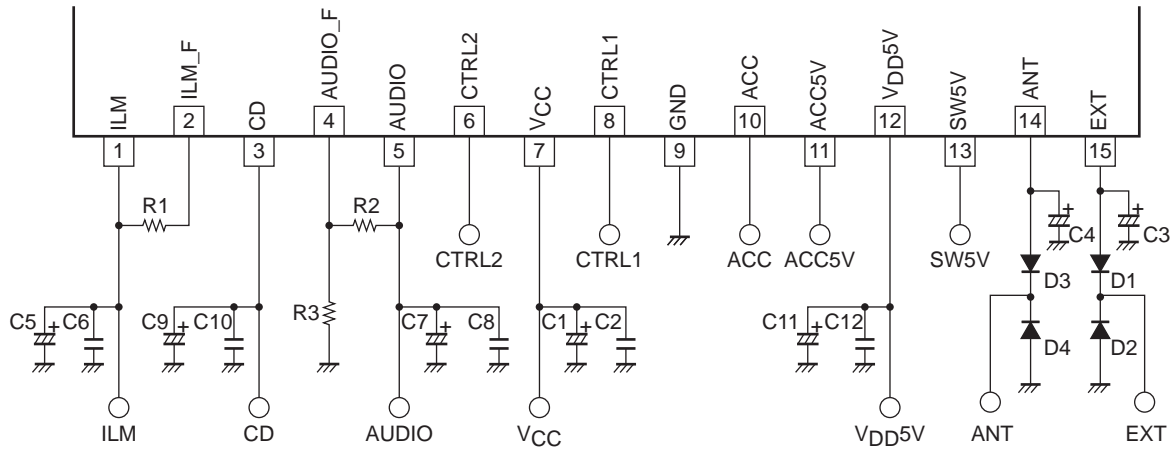 ILM
ILM_F
CD
AUDIO_F
AUDIO
CTRL2
VCC
CTRL1
GND
ACC
ACC5V
VDD5V
SW5V
ANT
EXT
1
2
3
4
5
6
7
8
9
10
11
12
13
14
15
R1
R2
CTRL2
CTRL1
ACC
ACC5V
SW5V
+
C4
+
C3
D3
D1
R3
C5
+
C6
C9
+
C10
C7
+
C8
C1
+
C2
C11
+
C12
D4
D2
ILM
CD
AUDIO
VCC
VDD5V
ANT
EXT